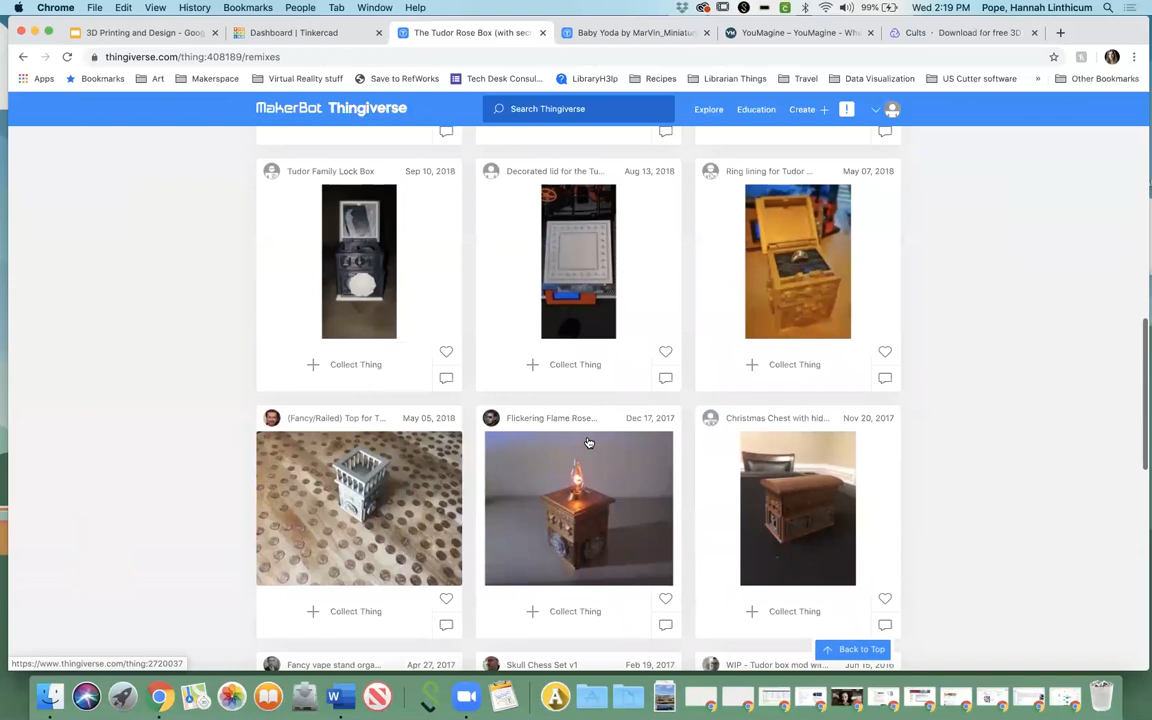 Chrome File Edit View History Bookmarks People Tab Window Help 99% Wed 2:19 PM Pope, Hannah Linthicum
3D Printing and Design - Goog × Dashboard | Tinkercad × The Tudor Rose Box (with sec × Baby Yoda by MarVin_Miniatur × YouMagine – YouMagine – Whe × Cults · Download for free 3D ×
thingiverse.com/thing:408189/remixes
Apps Bookmarks Art Makerspace Virtual Reality stuff Save to RefWorks Tech Desk Consul... LibraryH3lp Recipes Librarian Things Travel Data Visualization US Cutter software » Other Bookmarks
MakerBot Thingiverse Search Thingiverse Explore Education Create + !
Tudor Family Lock Box Sep 10, 2018 Decorated lid for the Tu... Aug 13, 2018 Ring lining for Tudor ... May 07, 2018
Collect Thing Collect Thing Collect Thing
(Fancy/Railed) Top for T... May 05, 2018 Flickering Flame Rose... Dec 17, 2017 Christmas Chest with hid... Nov 20, 2017
Collect Thing Collect Thing Collect Thing
Back to Top
https://www.thingiverse.com/thing:2720037
Fancy vape stand orga... Apr 27, 2017 Skull Chess Set v1 Feb 19, 2017 WIP - Tudor box mod wit... Jun 15, 2016